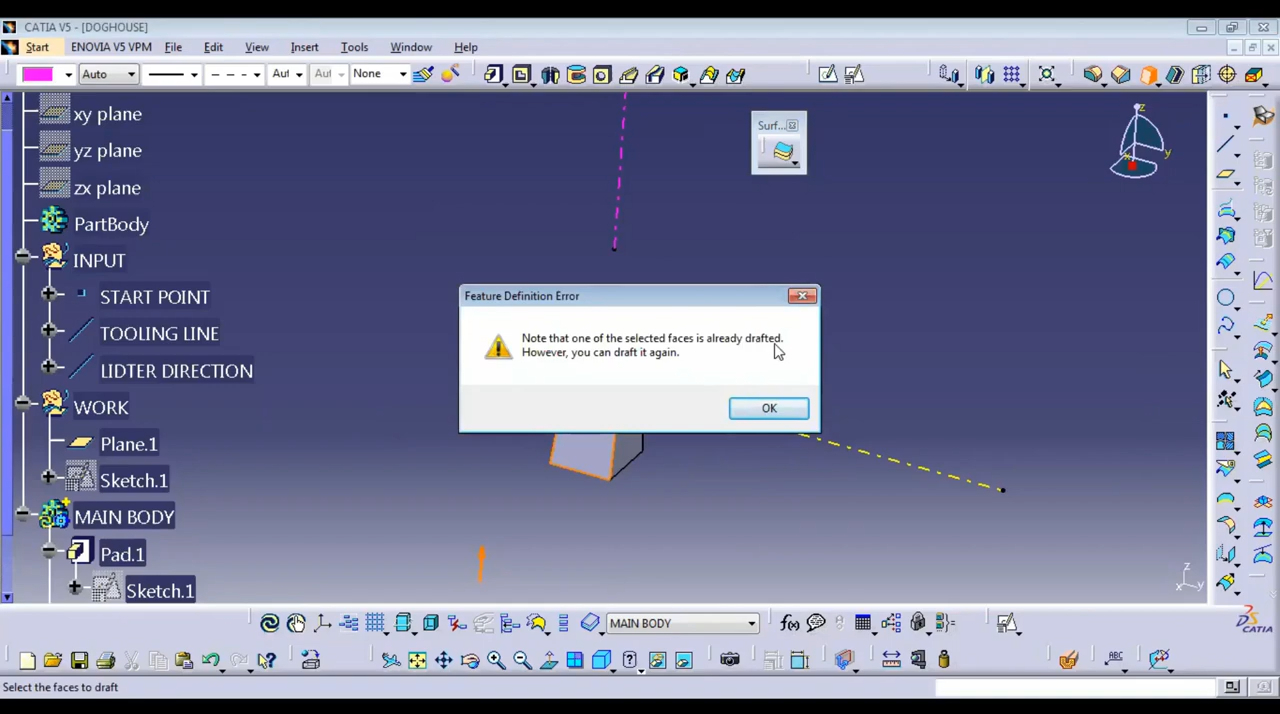 CATIA V5 - [DOGHOUSE]
Start ENOVIA V5 VPM File Edit View Insert Tools Window Help
Auto Aut Aut None
xy plane
yz plane
zx plane
PartBody
INPUT
START POINT
TOOLING LINE
LIDTER DIRECTION
WORK
Plane.1
Sketch.1
MAIN BODY
Pad.1
Sketch.1
Surf...
z
x
y
Feature Definition Error
Note that one of the selected faces is already drafted.
However, you can draft it again.
OK
z
x
y
MAIN BODY
f(x)
ABC
CATIA
Select the faces to draft